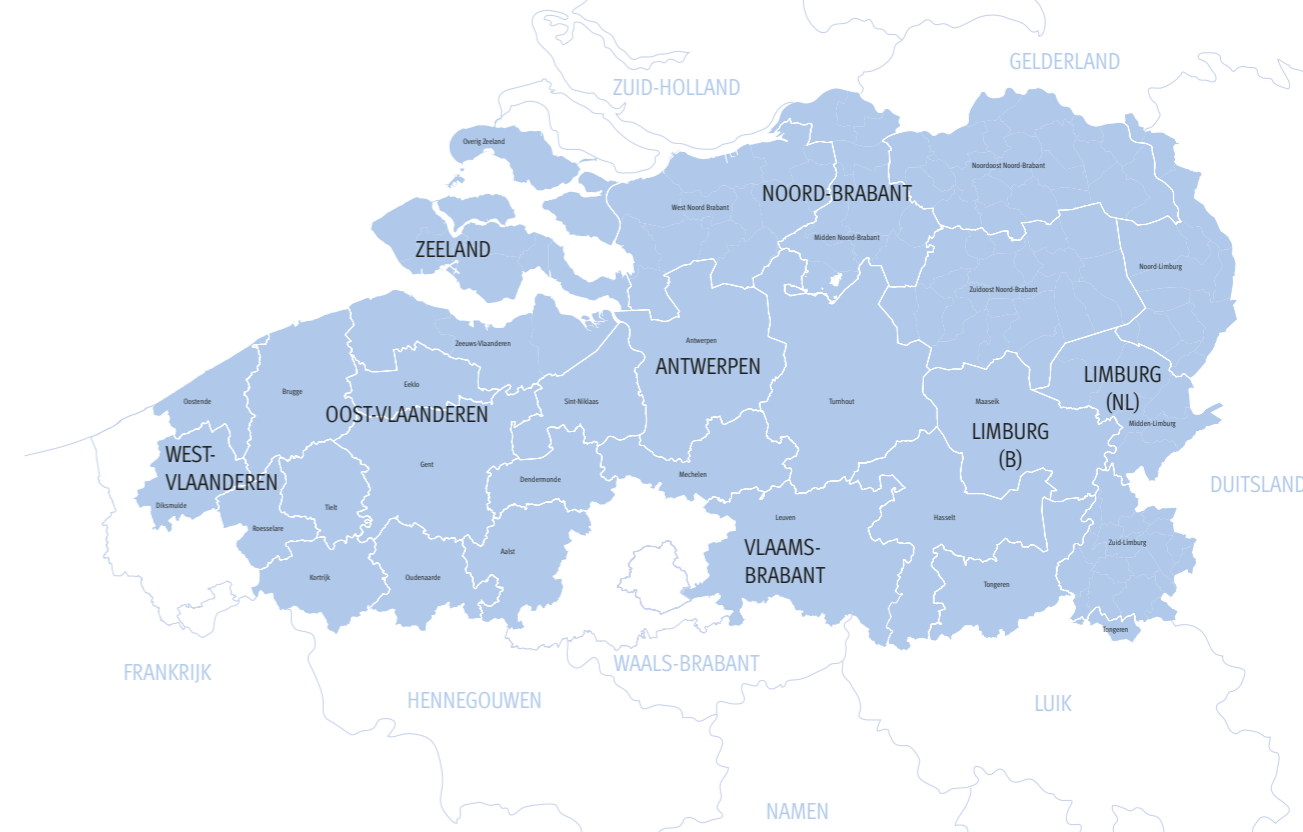 GELDERLAND
ZUID-HOLLAND
Overig Zeeland
Noordoost Noord-Brabant
NOORD-BRABANT
West Noord Brabant
Midden Noord-Brabant
ZEELAND
Noord-Limburg
Zuidoost Noord-Brabant
Zeeuws-Vlaanderen
Antwerpen
ANTWERPEN
LIMBURG
(NL)
Eeklo
Brugge
Oostende
Sint-Niklaas
Turnhout
Maaseik
OOST-VLAANDEREN
Midden-Limburg
LIMBURG
(B)
WEST-
VLAANDEREN
Gent
Mechelen
Dendermonde
DUITSLAND
Diksmuide
Tielt
Leuven
Hasselt
Roesselare
Zuid-Limburg
VLAAMS-
BRABANT
Aalst
Kortrijk
Oudenaarde
Tongeren
Tongeren
WAALS-BRABANT
FRANKRIJK
HENNEGOUWEN
LUIK
NAMEN